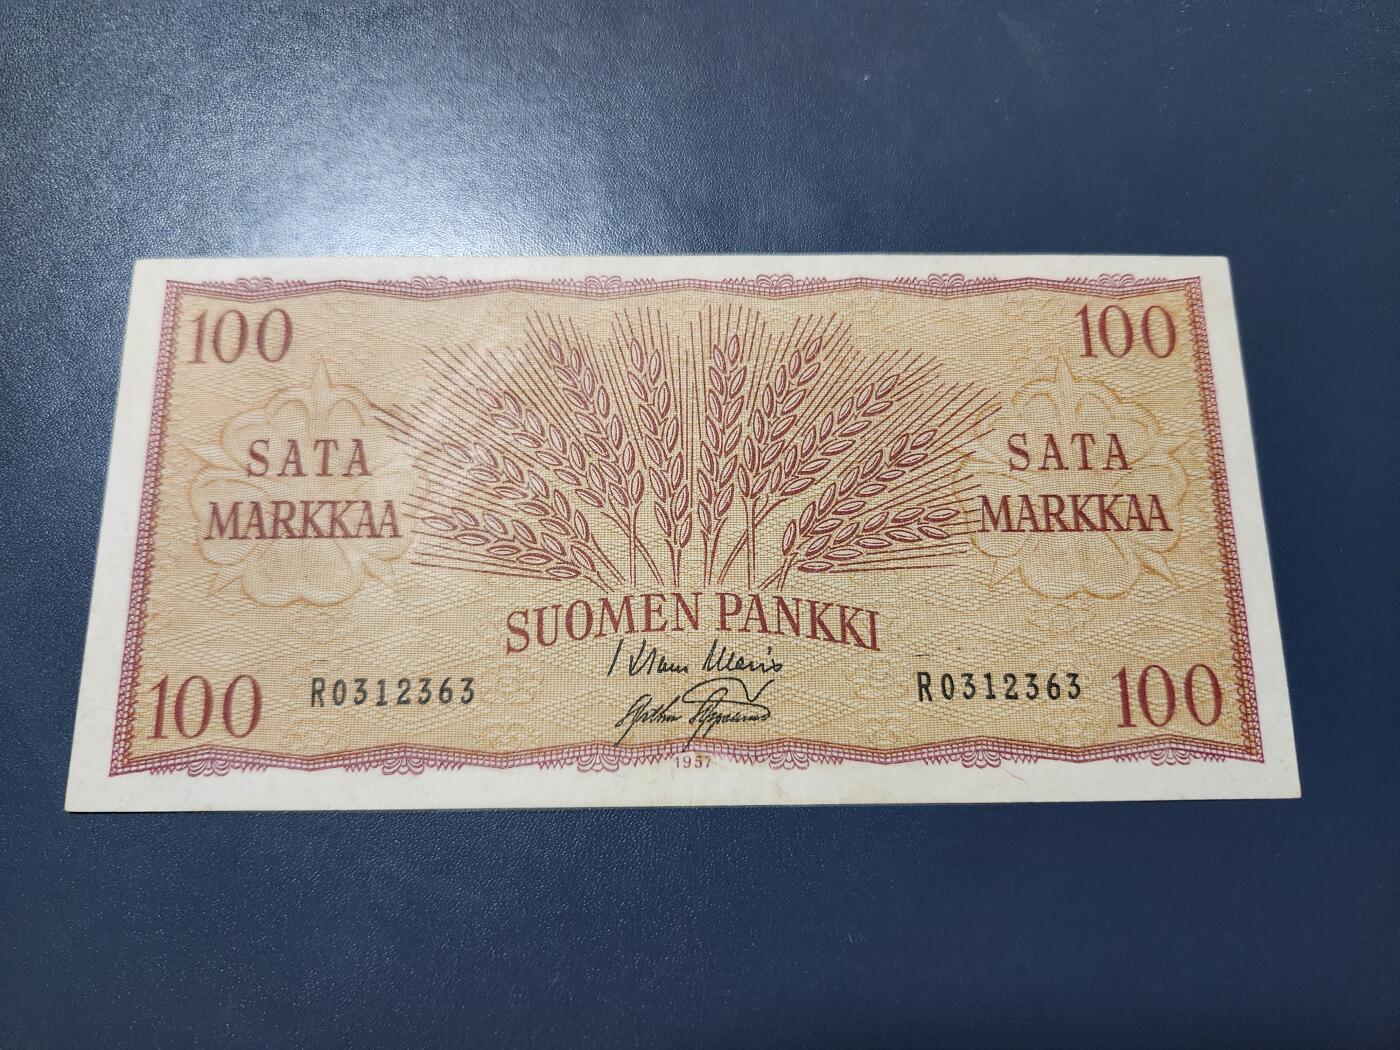 100 100
SATA
MARKKAA
SATA
MARKKAA
SUOMEN PANKKI
R0312363 R0312363
100 100
1957